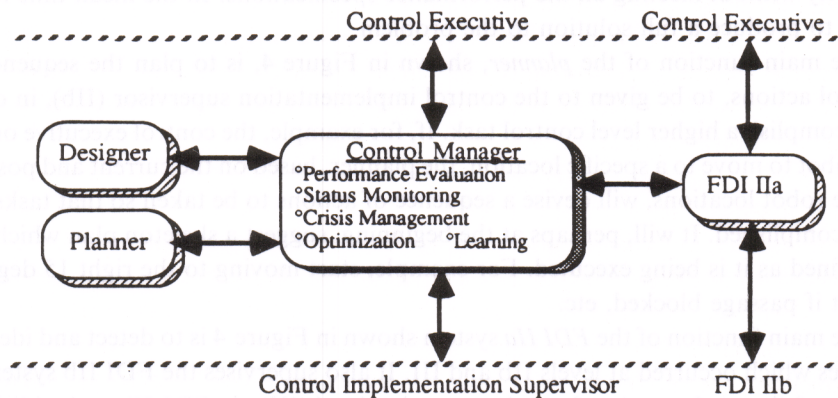 Control Executive
Control Executive
Designer
Planner
Control Manager
°Performance Evaluation
°Status Monitoring
°Crisis Management
°Optimization °Learning
FDI IIa
Control Implementation Supervisor
FDI IIb